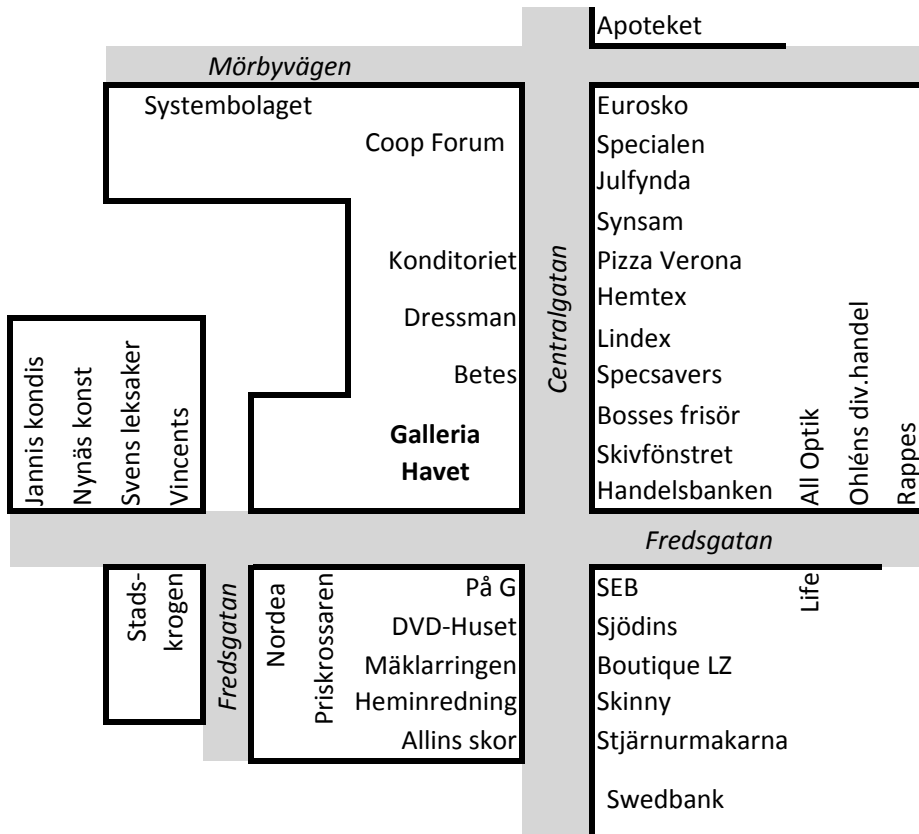 Apoteket
Mörbyvägen
Systembolaget
Coop Forum
Konditoriet
Dressman
Betes
Galleria
Havet
Centralgatan
Eurosko
Specialen
Julfynda
Synsam
Pizza Verona
Hemtex
Lindex
Specsavers
Bosses frisör
Skivfönstret
Handelsbanken
All Optik
Ohléns div.handel
Rappes
Jannis kondis
Nynäs konst
Svens leksaker
Vincents
Fredsgatan
Stads-
krogen
Fredsgatan
Nordea
Priskrossaren
På G
DVD-Huset
Mäklarringen
Heminredning
Allins skor
SEB
Sjödins
Boutique LZ
Skinny
Stjärnurmakarna
Swedbank
Life